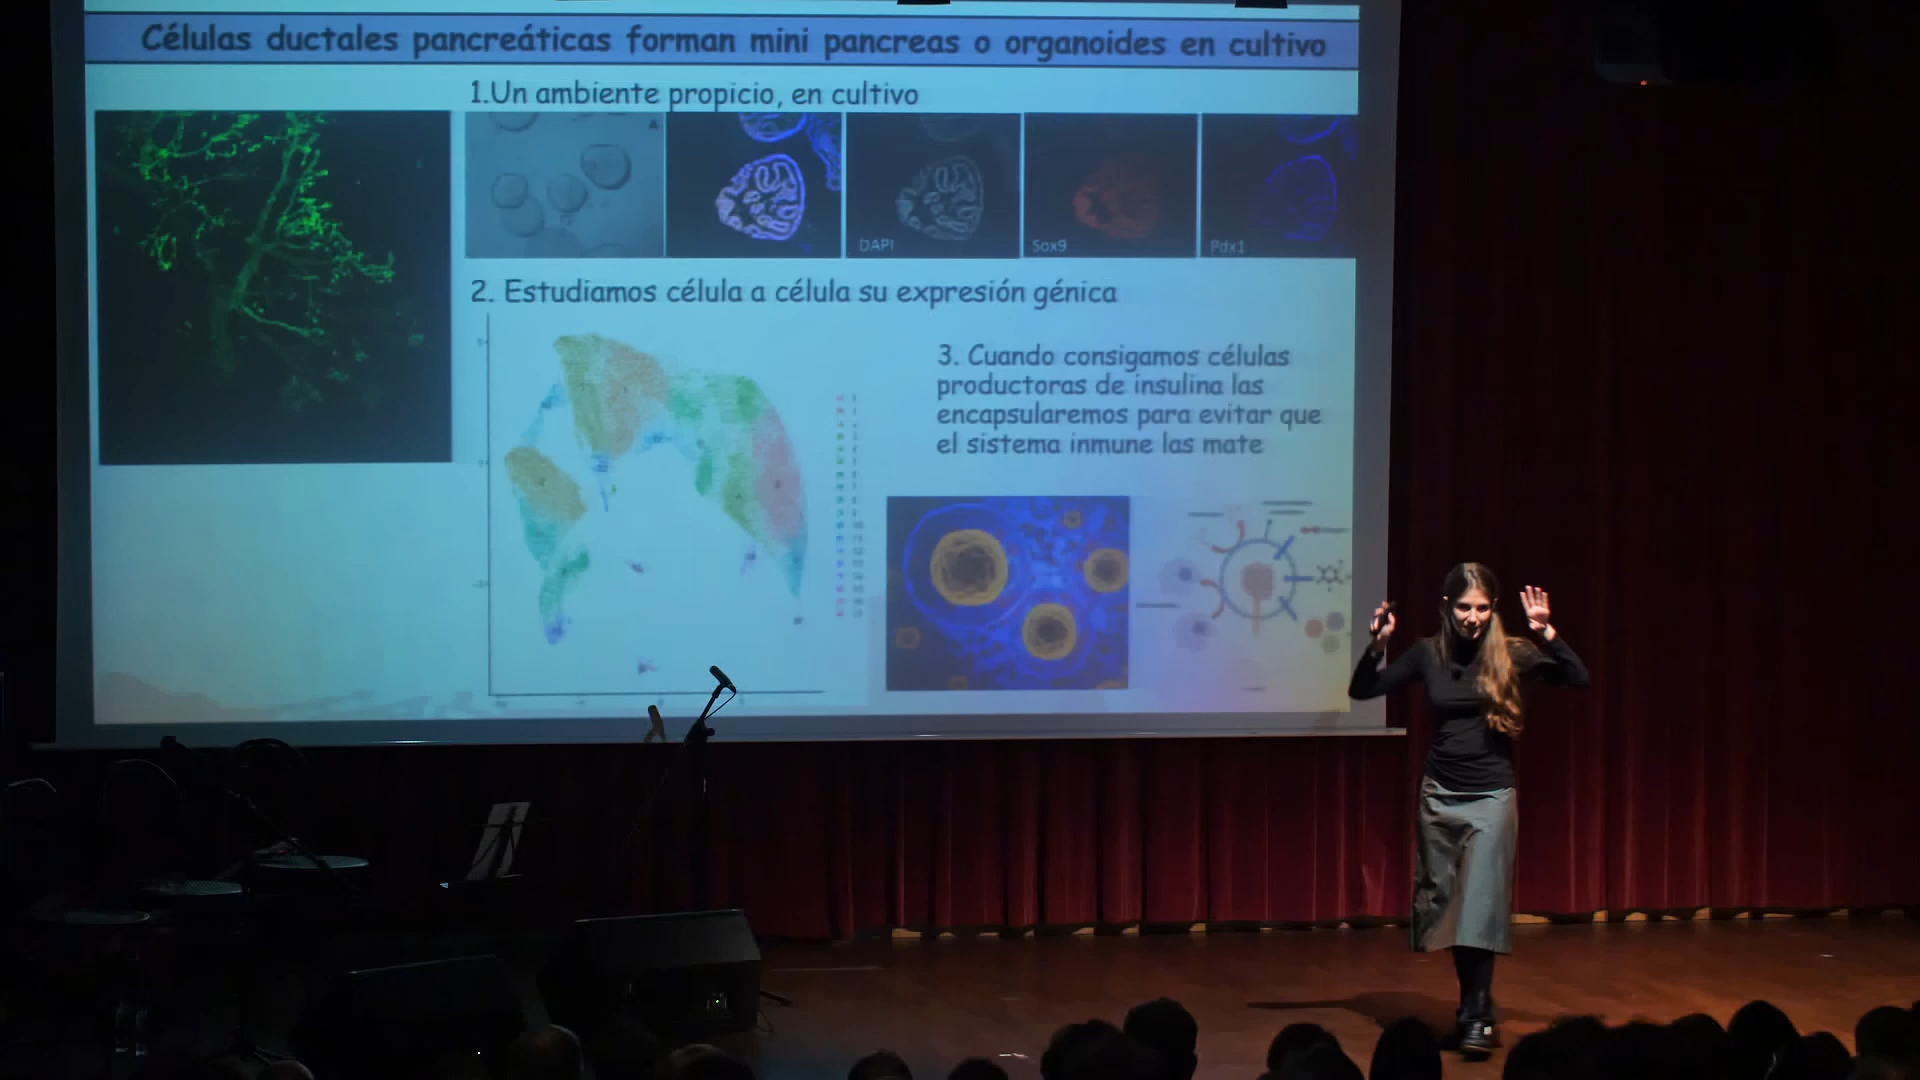 Células ductales pancreáticas forman mini pancreas o organoides en cultivo
1.Un ambiente propicio, en cultivo
A
DAPI
Sox9
Pdx1
2. Estudiamos célula a célula su expresión génica
3. Cuando consigamos células
productoras de insulina las
encapsularemos para evitar que
el sistema inmune las mate